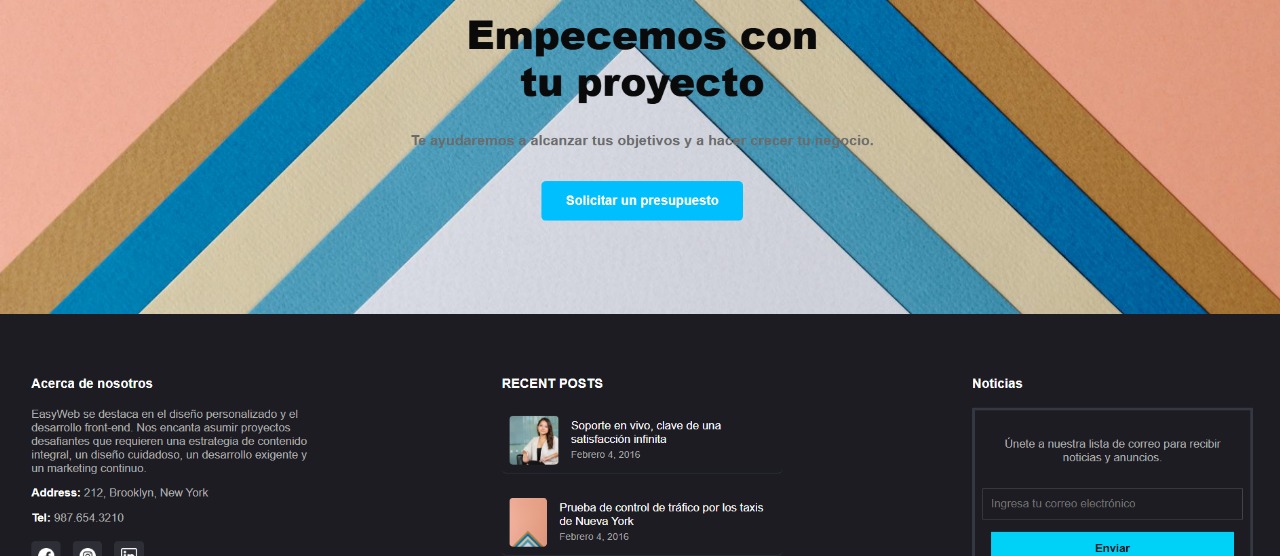 Empecemos con
tu proyecto
Te ayudaremos a alcanzar tus objetivos y a hacer crecer tu negocio.
Solicitar un presupuesto
Acerca de nosotros
EasyWeb se destaca en el diseño personalizado y el
desarrollo front-end. Nos encanta asumir proyectos
desafiantes que requieren una estrategia de contenido
integral, un diseño cuidadoso, un desarrollo exigente y
un marketing continuo.
Address: 212, Brooklyn, New York
Tel: 987.654.3210
RECENT POSTS
Soporte en vivo, clave de una
satisfacción infinita
Febrero 4, 2016
Prueba de control de tráfico por los taxis
de Nueva York
Febrero 4, 2016
Noticias
Únete a nuestra lista de correo para recibir
noticias y anuncios.
Ingresa tu correo electrónico
Enviar